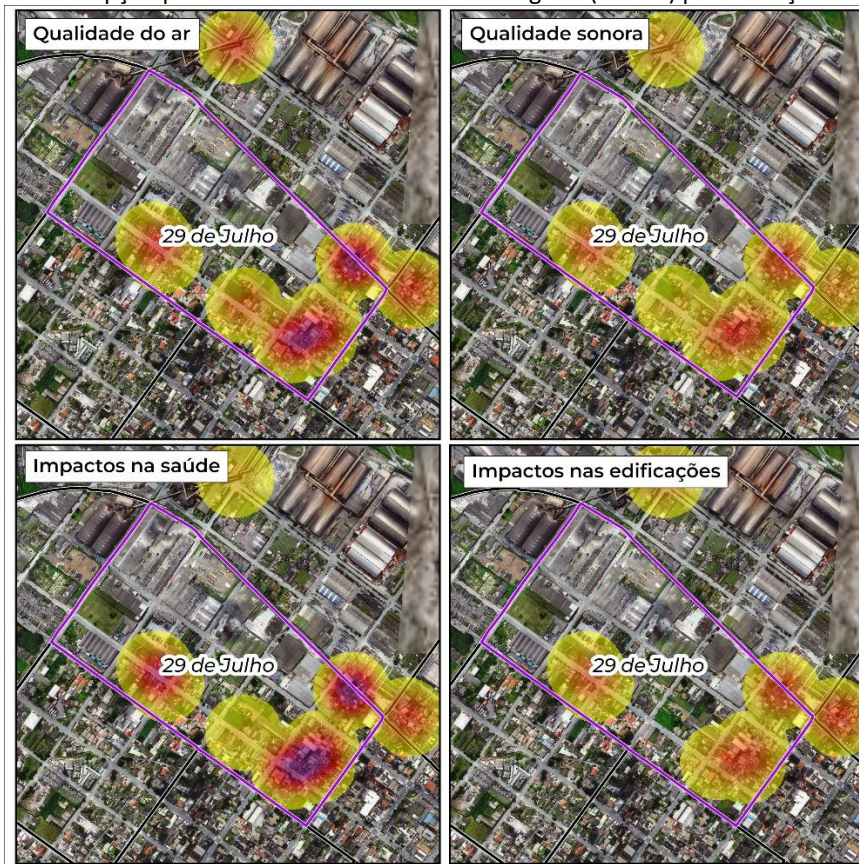 Qualidade do ar
Qualidade sonora
29 de Julho
29 de Julho
Impactos na saúde
Impactos nas edificações
29 de Julho
29 de Julho